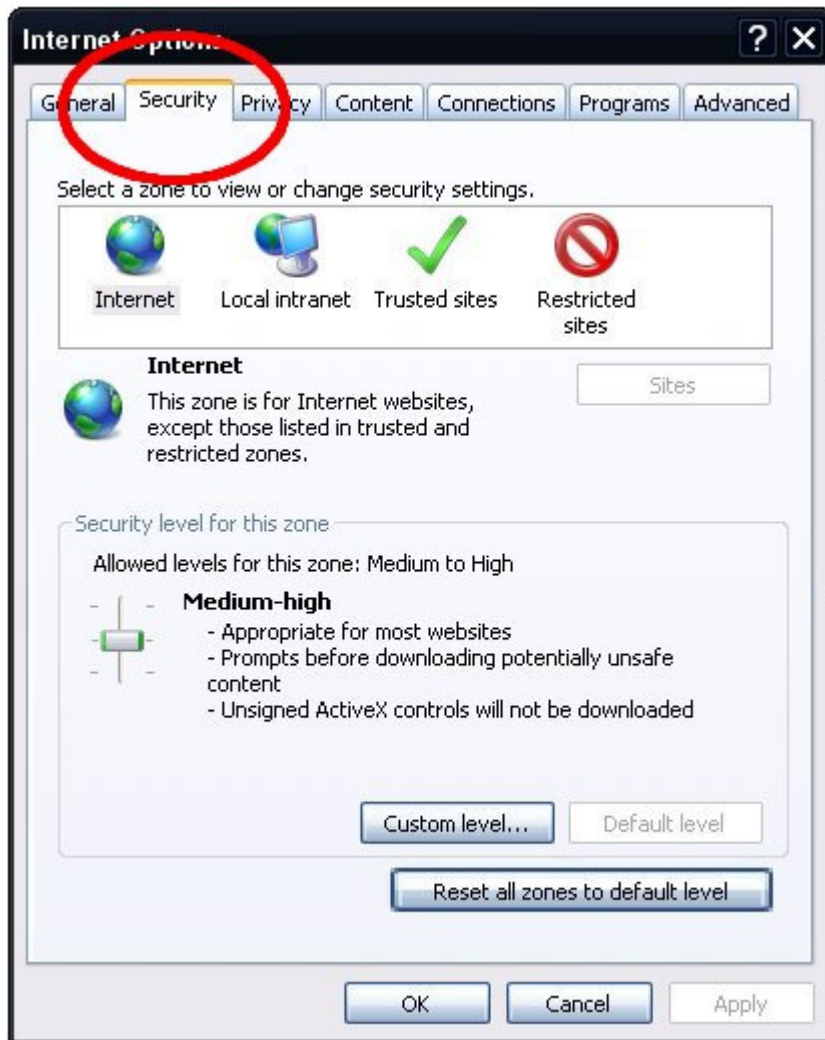 Internet Options
General Security Privacy Content Connections Programs Advanced
Select a zone to view or change security settings.
Internet Local intranet Trusted sites Restricted
sites
Internet
Sites
This zone is for Internet websites,
except those listed in trusted and
restricted zones.
Security level for this zone
Allowed levels for this zone: Medium to High
Medium-high
- Appropriate for most websites
- Prompts before downloading potentially unsafe
content
- Unsigned ActiveX controls will not be downloaded
Custom level... Default level
Reset all zones to default level
OK Cancel Apply